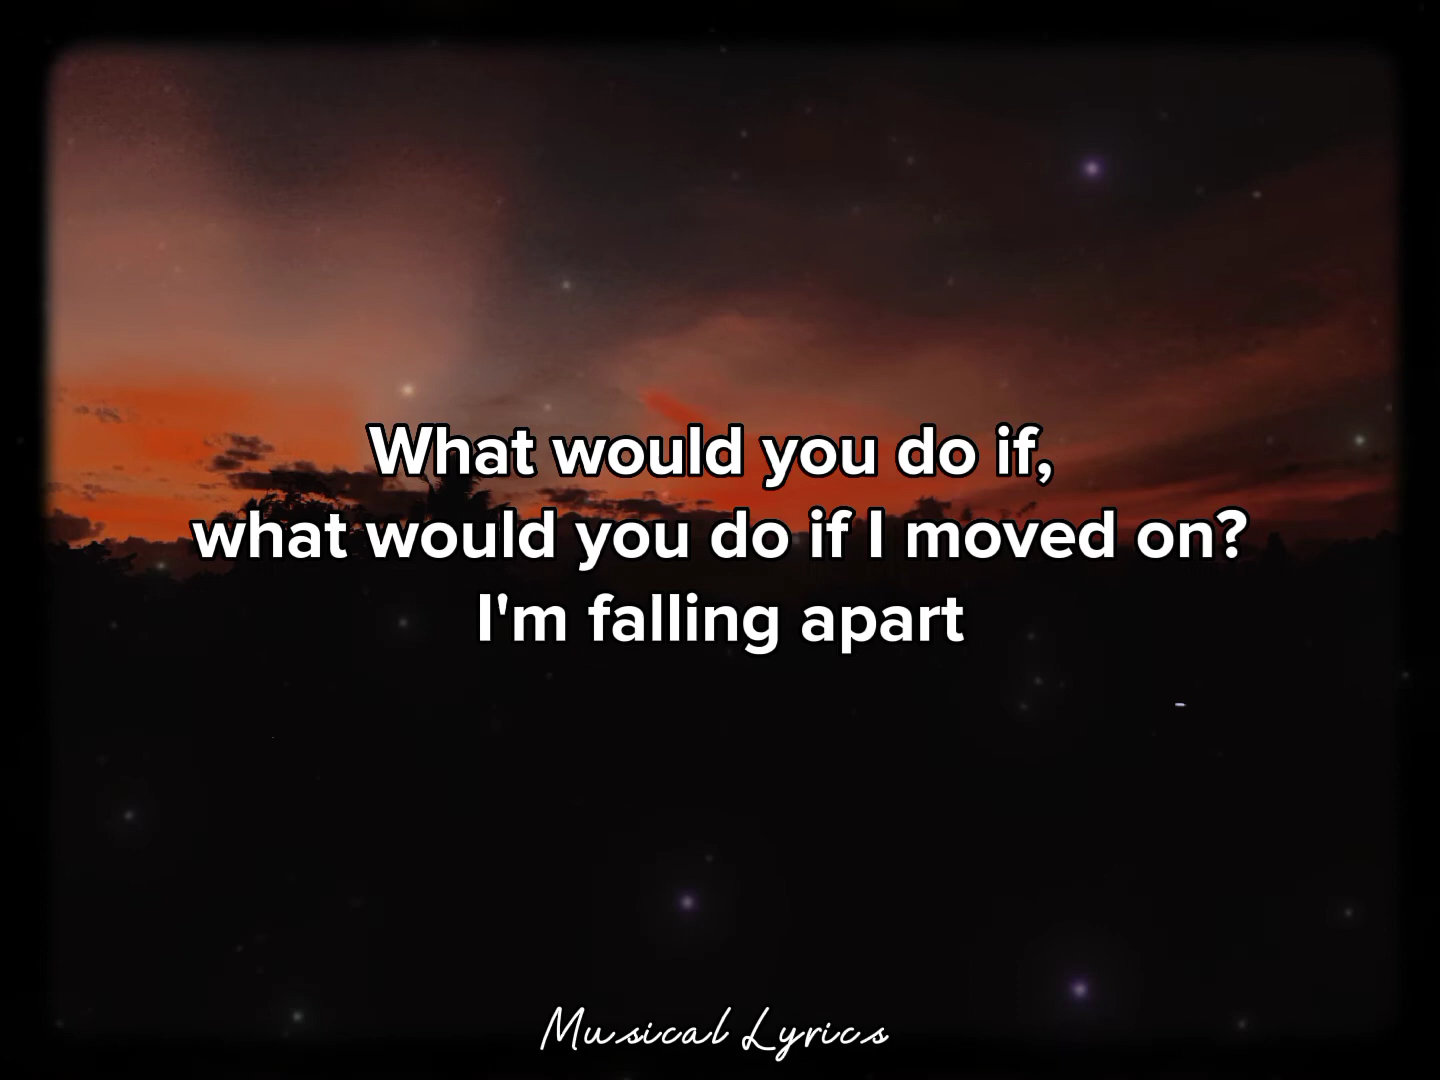 What would you do if,
what would you do if I moved on?
I'm falling apart
Musical Lyrics